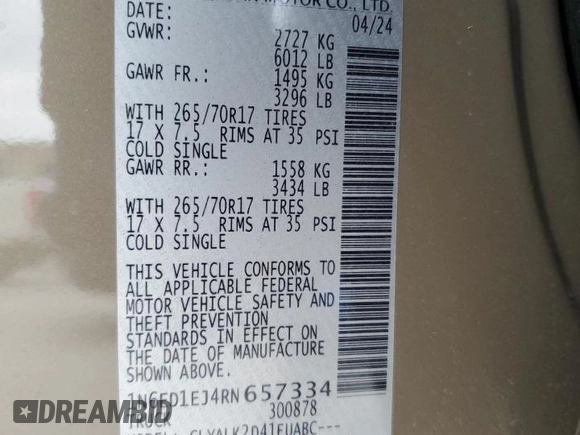 MOTOR CO., LTD.
DATE: 04/24
GVWR: 2727 KG
6012 LB
GAWR FR.: 1495 KG
3296 LB
WITH 265/70R17 TIRES
17 X 7.5 RIMS AT 35 PSI
COLD SINGLE
GAWR RR.: 1558 KG
3434 LB
WITH 265/70R17 TIRES
17 X 7.5 RIMS AT 35 PSI
COLD SINGLE
THIS VEHICLE CONFORMS TO
ALL APPLICABLE FEDERAL
MOTOR VEHICLE SAFETY AND
THEFT PREVENTION
STANDARDS IN EFFECT ON
THE DATE OF MANUFACTURE
SHOWN ABOVE.
1N6ED1EJ4RN657334
TRUCK 300878
DREAMBID